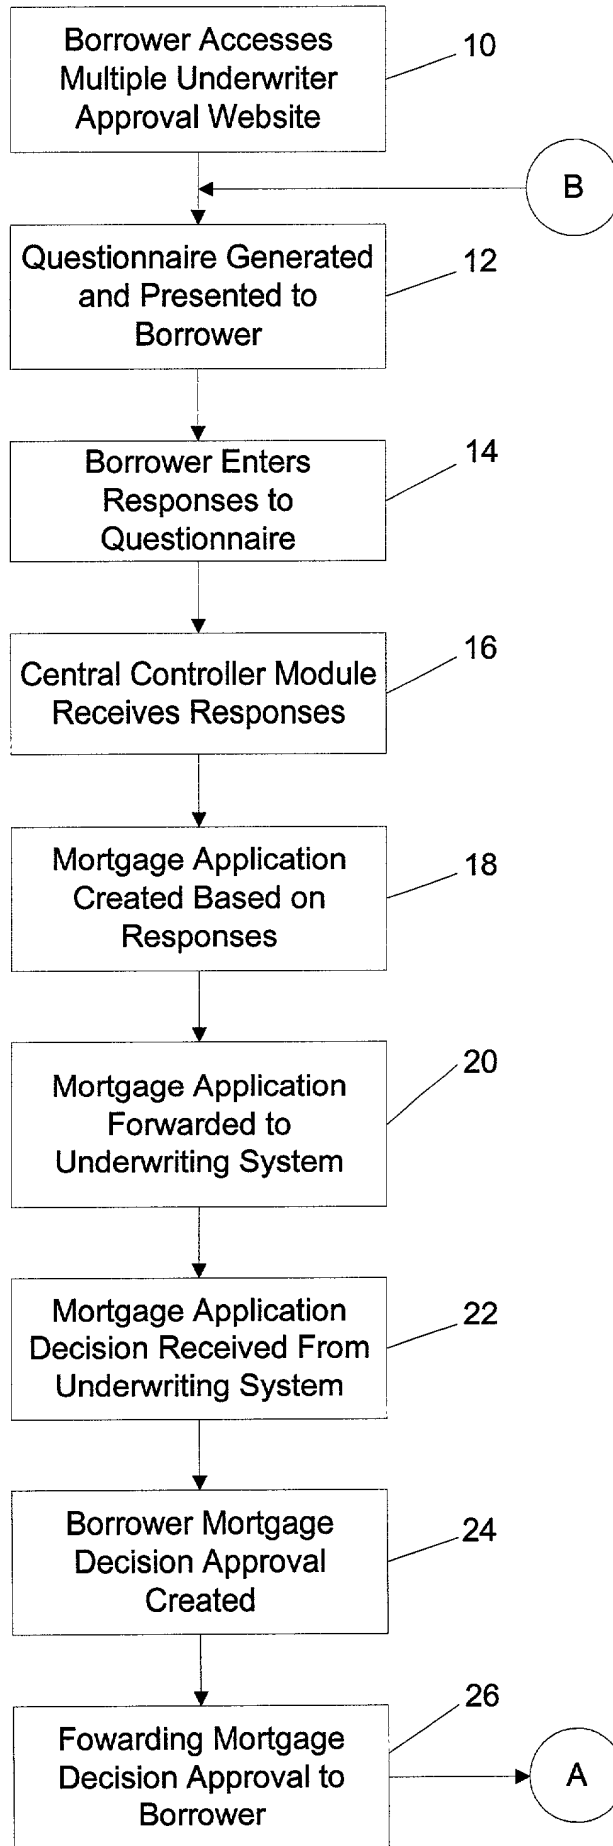 Borrower Accesses
Multiple Underwriter
Approval Website
10
B
Questionnaire Generated
and Presented to
Borrower
12
Borrower Enters
Responses to
Questionnaire
14
Central Controller Module
Receives Responses
16
Mortgage Application
Created Based on
Responses
18
Mortgage Application
Forwarded to
Underwriting System
20
Mortgage Application
Decision Received From
Underwriting System
22
Borrower Mortgage
Decision Approval
Created
24
Fowarding Mortgage
Decision Approval to
Borrower
26
A